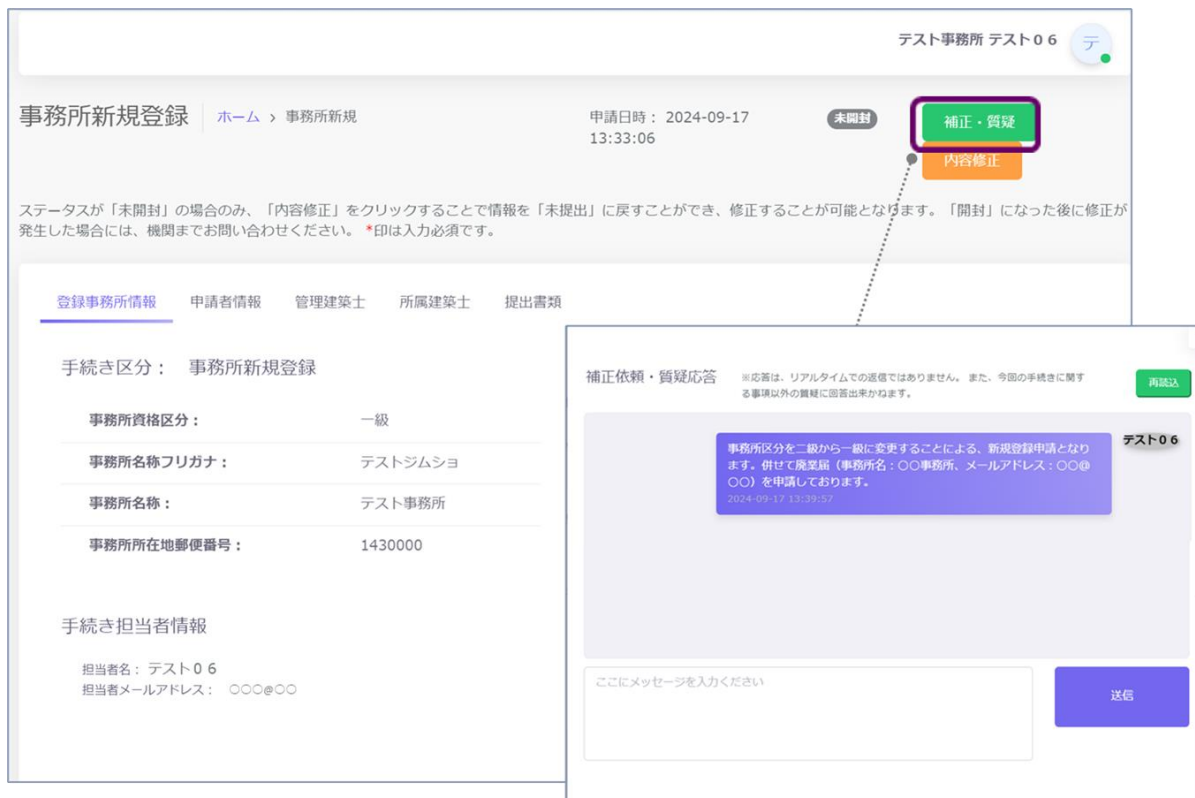 テスト事務所 テスト０６
テ
事務所新規登録
ホーム › 事務所新規
申請日時： 2024-09-17
13:33:06
未開封
補正・質疑
内容修正
ステータスが「未開封」の場合のみ、「内容修正」をクリックすることで情報を「未提出」に戻すことができ、修正することが可能となります。「開封」になった後に修正が
発生した場合には、機関までお問い合わせください。 *印は入力必須です。
登録事務所情報 申請者情報 管理建築士 所属建築士 提出書類
手続き区分： 事務所新規登録
事務所資格区分： 一級
事務所名称フリガナ： テストジムショ
事務所名称： テスト事務所
事務所所在地郵便番号： 1430000
手続き担当者情報
担当者名： テスト０６
担当者メールアドレス： 〇〇〇@〇〇
補正依頼・質疑応答
※応答は、リアルタイムでの返信ではありません。 また、今回の手続きに関す
る事項以外の質疑に回答出来かねます。
再読込
テスト０６
事務所区分を二級から一級に変更することによる、新規登録申請となり
ます。併せて廃業届（事務所名：〇〇事務所、メールアドレス：〇〇@
〇〇）を申請しております。
2024-09-17 13:39:57
ここにメッセージを入力ください
送信